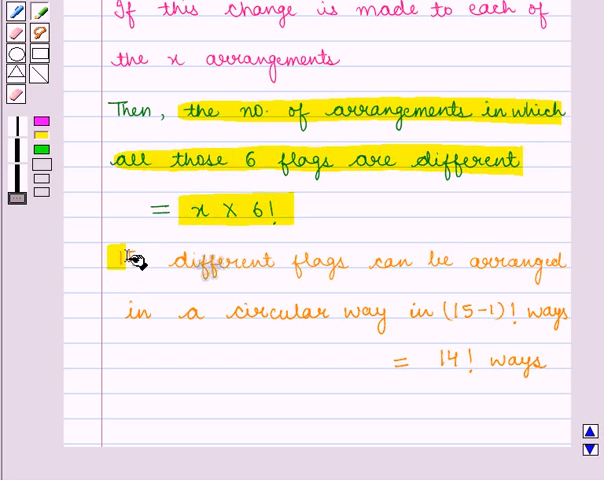 If this change is made to each of
the x arrangements
Then, the no. of arrangements in which
all those 6 flags are different
= x X 6!
15 different flags can be arranged
in a circular way in (15-1)! ways
= 14! ways